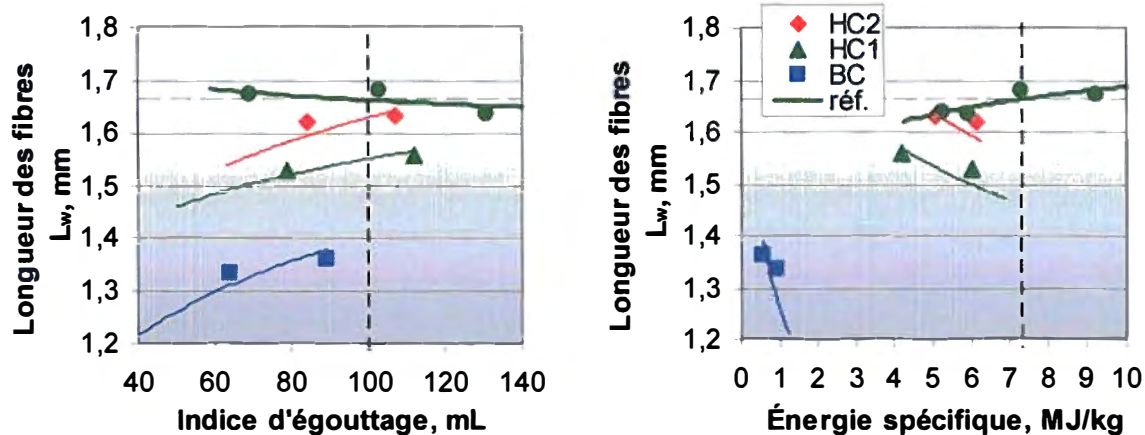 Longueur des fibres
Lw, mm
1,8
1,7
1,6
1,5
1,4
1,3
1,2
40 60 80 100 120 140
Indice d'égouttage, mL
Longueur des fibres
Lw, mm
1,8
1,7
1,6
1,5
1,4
1,3
1,2
HC2
HC1
BC
réf.
0 1 2 3 4 5 6 7 8 9 10
Énergie spécifique, MJ/kg